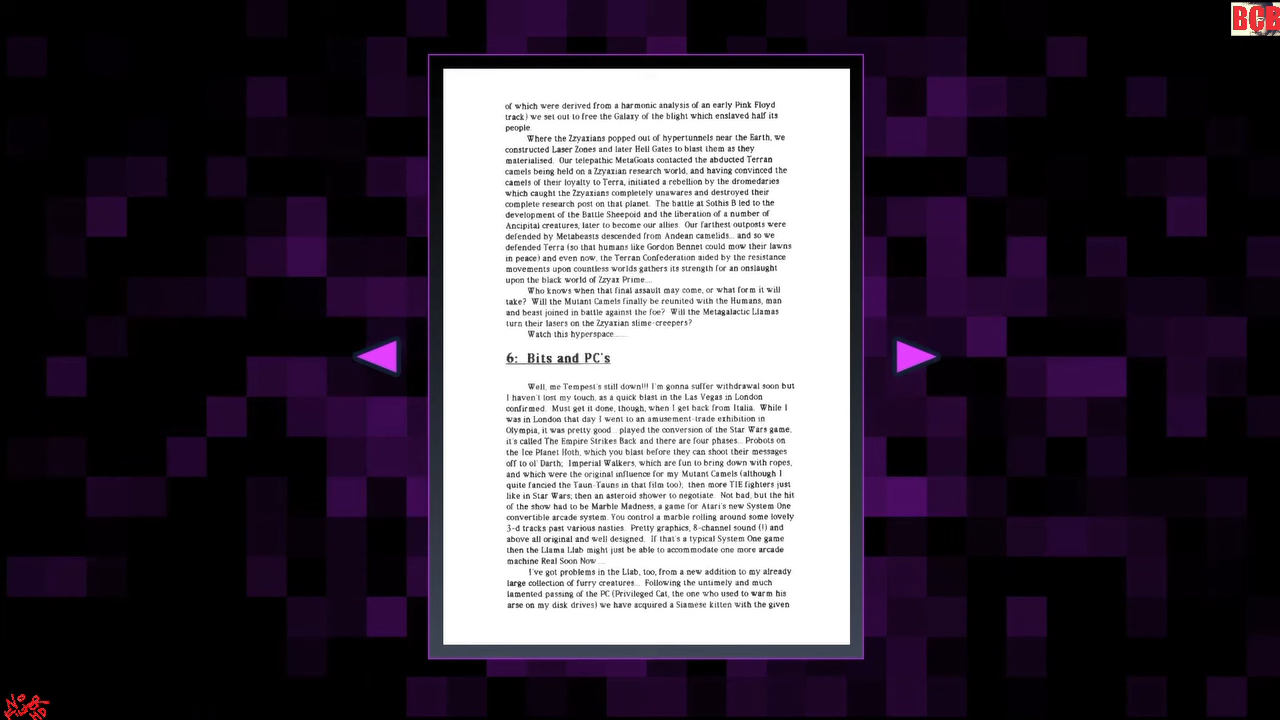 BCB
of which were derived from a harmonic analysis of an early Pink Floyd
track) we set out to free the Galaxy of the blight which enslaved half its
people.
Where the Zzyaxians popped out of hypertunnels near the Earth, we
constructed Laser Zones and later Hell Gates to blast them as they
materialised. Our telepathic MetaGoats contacted the abducted Terran
camels being held on a Zzyaxian research world, and having convinced the
camels of their loyalty to Terra, initiated a rebellion by the dromedaries
which caught the Zzyaxians completely unawares and destroyed their
complete research post on that planet. The battle at Sothis B led to the
development of the Battle Sheepoid and the liberation of a number of
Ancipital creatures, later to become our allies. Our farthest outposts were
defended by Metabeasts descended from Andean camelids... and so we
defended Terra (so that humans like Gordon Bennet could mow their lawns
in peace) and even now, the Terran Confederation aided by the resistance
movements upon countless worlds gathers its strength for an onslaught
upon the black world of Zzyax Prime....
Who knows when that final assault may come, or what form it will
take? Will the Mutant Camels finally be reunited with the Humans, man
and beast joined in battle against the foe? Will the Metagalactic Llamas
turn their lasers on the Zzyaxian slime-creepers?
Watch this hyperspace......
6: Bits and PC's
Well, me Tempest's still down!!! I'm gonna suffer withdrawal soon but
I haven't lost my touch, as a quick blast in the Las Vegas in London
confirmed. Must get it done, though, when I get back from Italia. While I
was in London that day I went to an amusement-trade exhibition in
Olympia, it was pretty good... played the conversion of the Star Wars game,
it's called The Empire Strikes Back and there are four phases... Probots on
the Ice Planet Hoth, which you blast before they can shoot their messages
off to ol' Darth; Imperial Walkers, which are fun to bring down with ropes,
and which were the original influence for my Mutant Camels (although I
quite fancied the Taun-Tauns in that film too); then more TIE fighters just
like in Star Wars; then an asteroid shower to negotiate. Not bad, but the hit
of the show had to be Marble Madness, a game for Atari's new System One
convertible arcade system. You control a marble rolling around some lovely
3-d tracks past various nasties. Pretty graphics, 8-channel sound (!) and
above all original and well designed. If that's a typical System One game
then the Llama Llab might just be able to accommodate one more arcade
machine Real Soon Now....
I've got problems in the Llab, too, from a new addition to my already
large collection of furry creatures... Following the untimely and much
lamented passing of the PC (Privileged Cat, the one who used to warm his
arse on my disk drives) we have acquired a Siamese kitten with the given